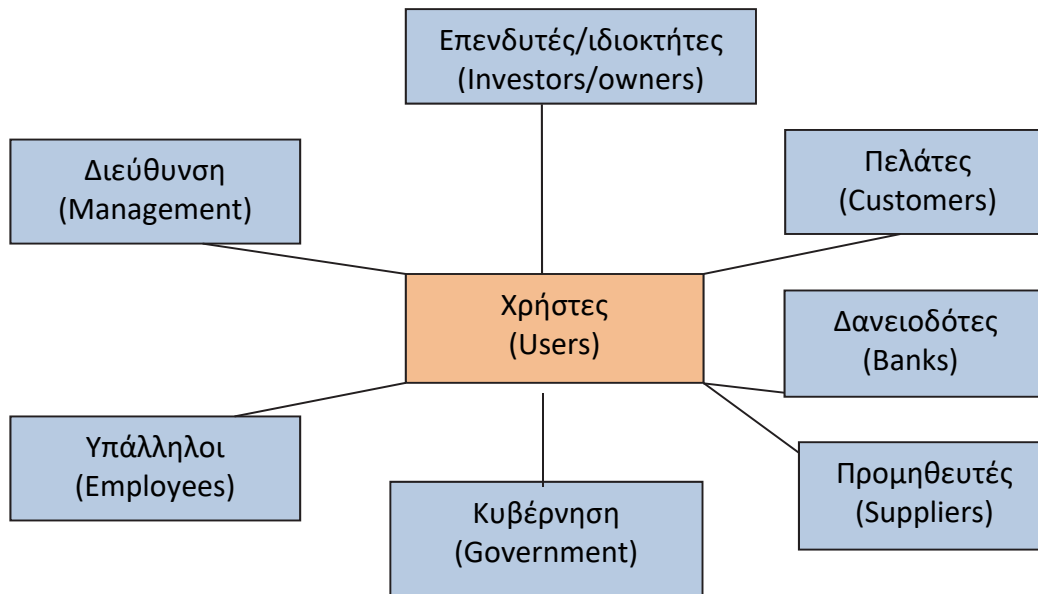 Επενδυτές/ιδιοκτήτες
(Investors/owners)
Διεύθυνση
(Management)
Πελάτες
(Customers)
Χρήστες
(Users)
Δανειοδότες
(Banks)
Υπάλληλοι
(Employees)
Προμηθευτές
(Suppliers)
Κυβέρνηση
(Government)